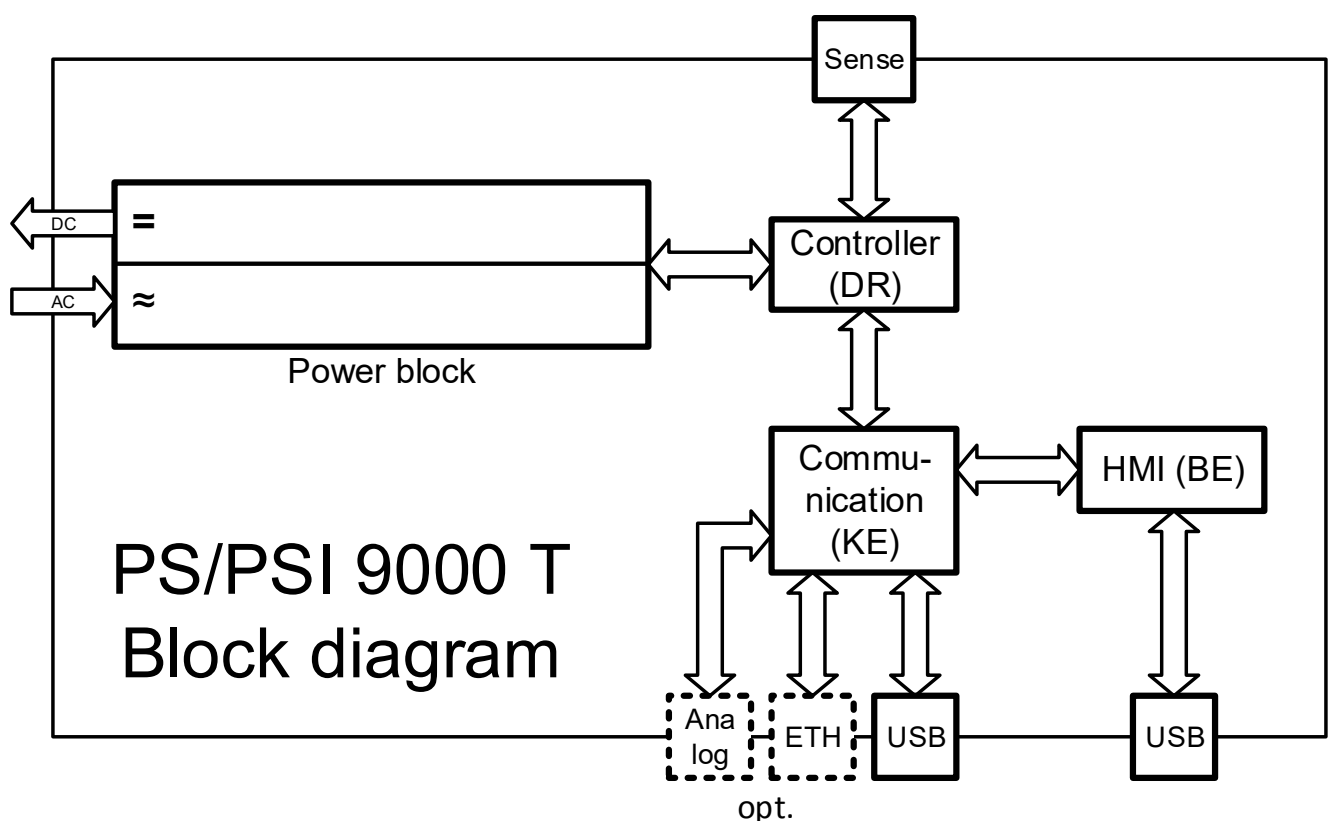 Sense
DC
=
AC
≈
Power block
Controller
(DR)
Commu-
nication
(KE)
HMI (BE)
PS/PSI 9000 T
Block diagram
Ana
log
ETH
USB
USB
opt.